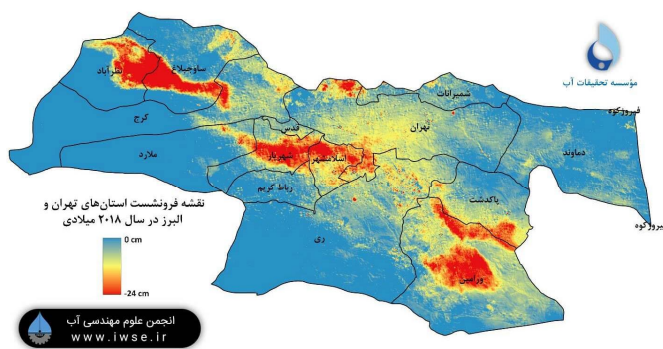 مؤسسه تحقیقات آب
ساوجبلاغ
نظرآباد
شمیرانات
فیروزکوه
کرج
قدس
تهران
دماوند
ملارد
شهریار
اسلامشهر
رباط کریم
پاکدشت
فیروزکوه
ری
ورامین
نقشه فرونشست استان‌های تهران و
البرز در سال ۲۰۱۸ میلادی
0 cm
-24 cm
انجمن علوم مهندسی آب
www.iwse.ir